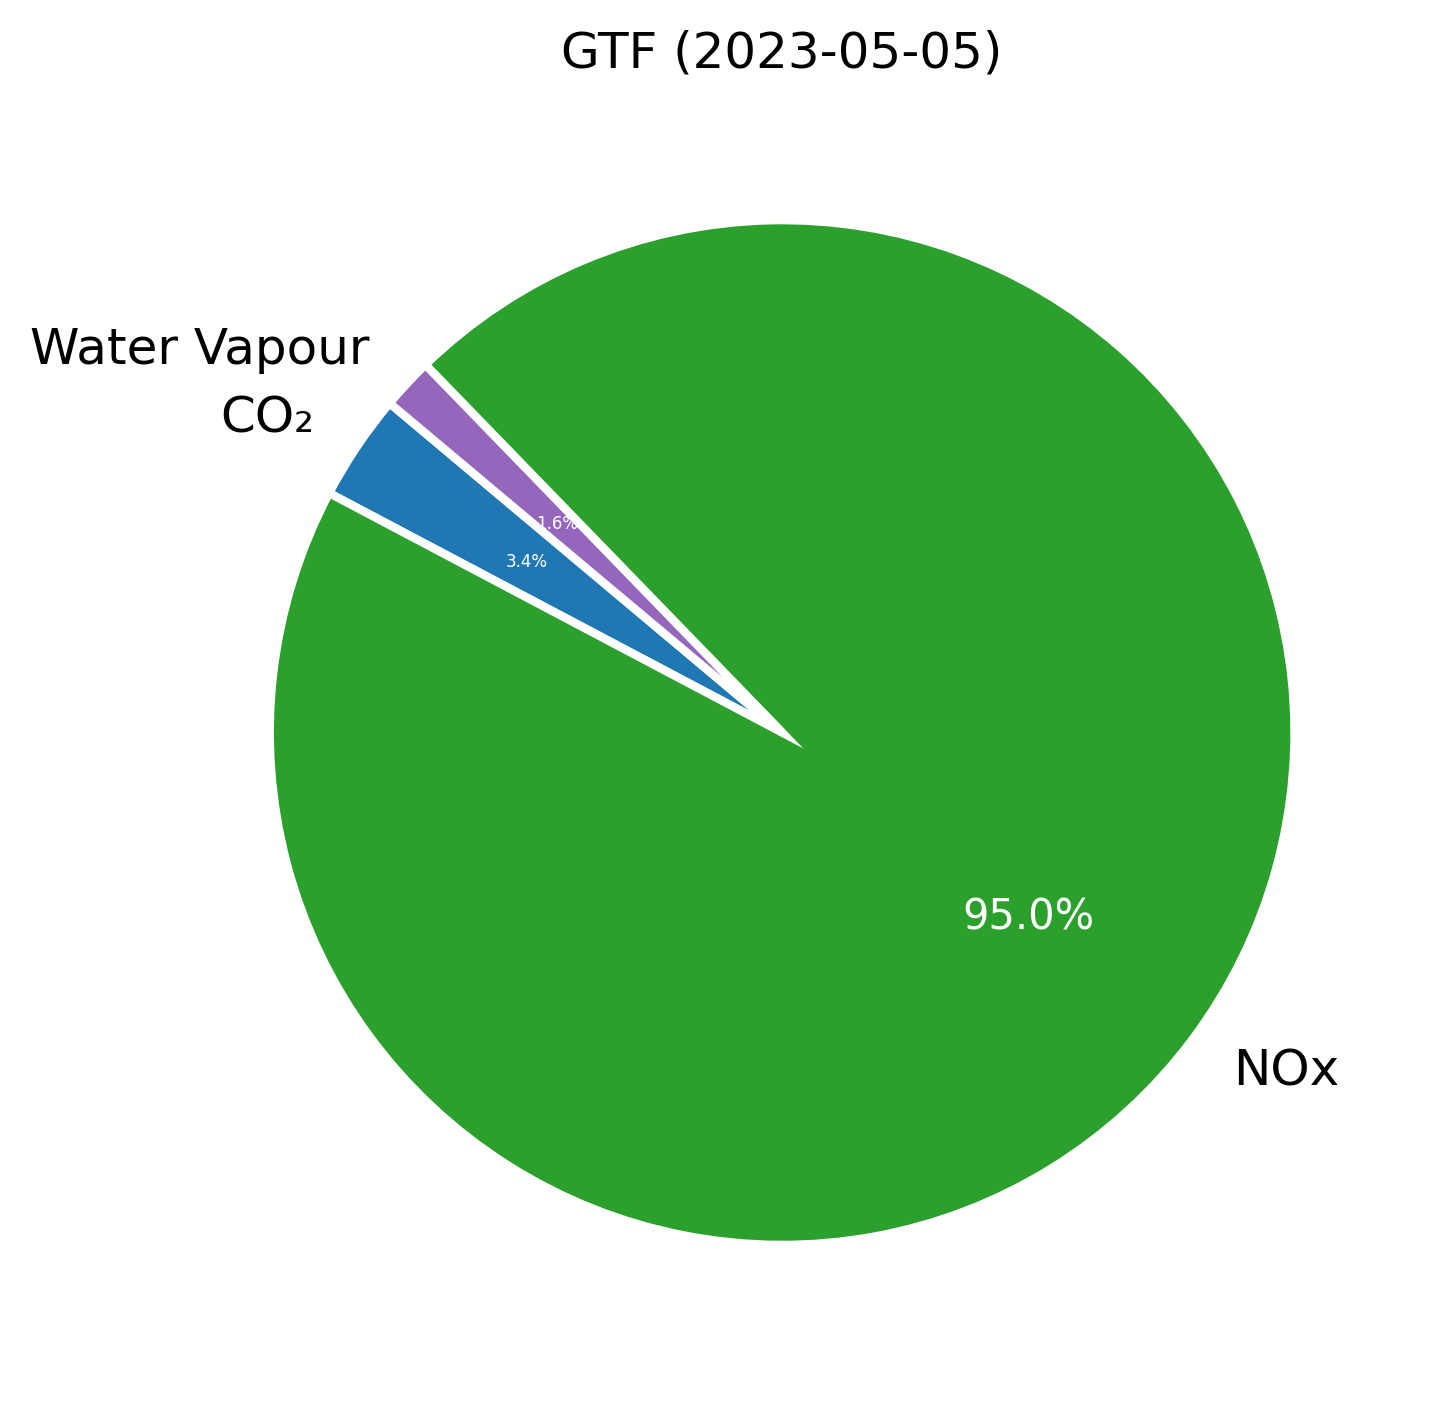 GTF (2023-05-05)
Water Vapour
CO₂
1.6%
3.4%
95.0%
NOx